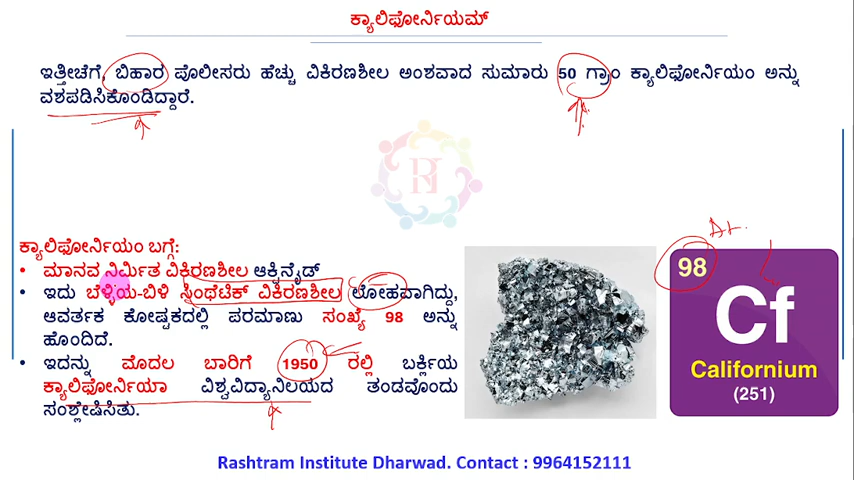 ಕ್ಯಾಲಿಫೋರ್ನಿಯಮ್
ಇತ್ತೀಚೆಗೆ, ಬಿಹಾರ ಪೊಲೀಸರು ಹೆಚ್ಚು ವಿಕಿರಣಶೀಲ ಅಂಶವಾದ ಸುಮಾರು 50 ಗ್ರಾಂ ಕ್ಯಾಲಿಫೋರ್ನಿಯಂ ಅನ್ನು
ವಶಪಡಿಸಿಕೊಂಡಿದ್ದಾರೆ.
ಕ್ಯಾಲಿಫೋರ್ನಿಯಂ ಬಗ್ಗೆ:
• ಮಾನವ ನಿರ್ಮಿತ ವಿಕಿರಣಶೀಲ ಆಕ್ಟಿನೈಡ್
• ಇದು ಬೆಳ್ಳಿಯ-ಬಿಳಿ ಸಿಂಥೆಟಿಕ್ ವಿಕಿರಣಶೀಲ ಲೋಹವಾಗಿದ್ದು,
ಆವರ್ತಕ ಕೋಷ್ಟಕದಲ್ಲಿ ಪರಮಾಣು ಸಂಖ್ಯೆ 98 ಅನ್ನು
ಹೊಂದಿದೆ.
• ಇದನ್ನು ಮೊದಲ ಬಾರಿಗೆ 1950 ರಲ್ಲಿ ಬರ್ಕ್ಲಿಯ
ಕ್ಯಾಲಿಫೋರ್ನಿಯಾ ವಿಶ್ವವಿದ್ಯಾನಿಲಯದ ತಂಡವೊಂದು
ಸಂಶ್ಲೇಷಿಸಿತು.
98
Cf
Californium
(251)
Rashtram Institute Dharwad. Contact : 9964152111